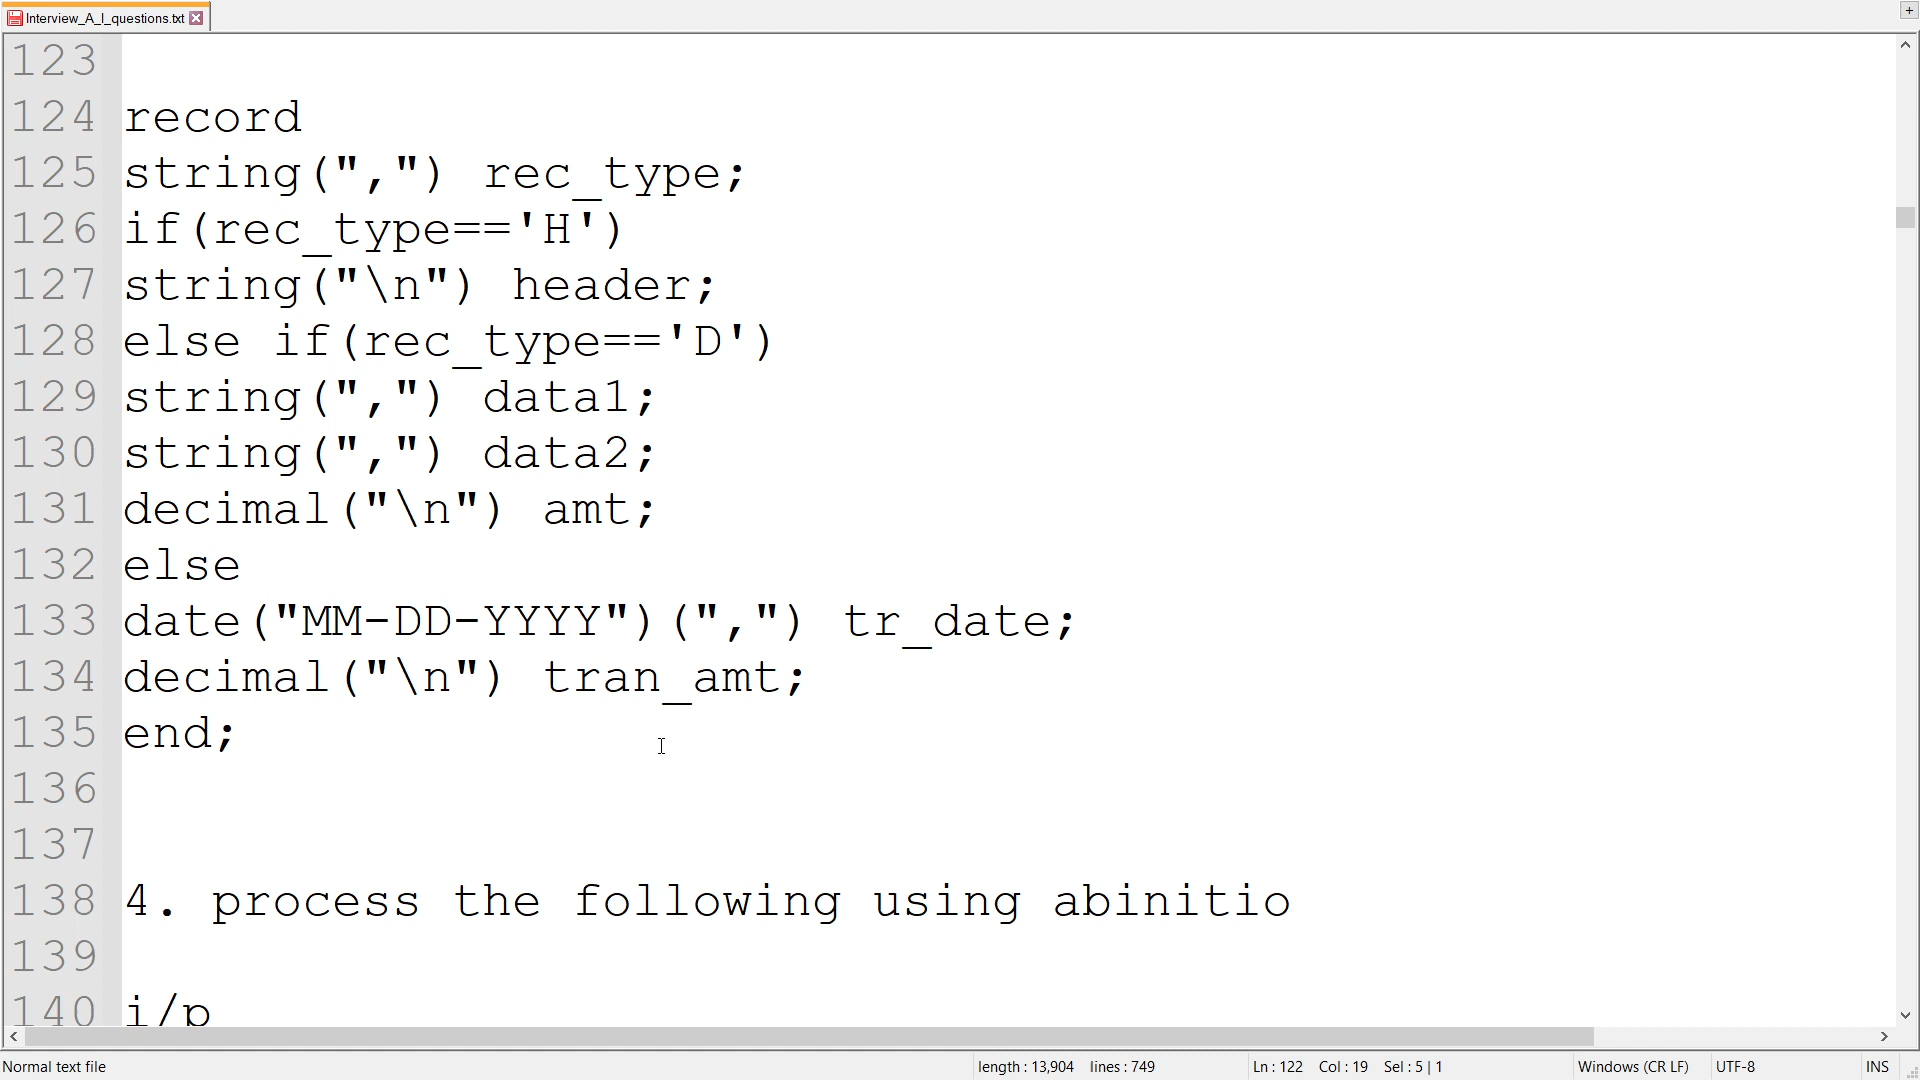 Interview_A_I_questions.txt
+
123
124 record
125 string(",") rec_type;
126 if(rec_type=='H')
127 string("\n") header;
128 else if(rec_type=='D')
129 string(",") data1;
130 string(",") data2;
131 decimal("\n") amt;
132 else
133 date("MM-DD-YYYY")(",") tr_date;
134 decimal("\n") tran_amt;
135 end;
136
137
138 4. process the following using abinitio
139
140 i/p
Normal text file length : 13,904 lines : 749 Ln : 122 Col : 19 Sel : 5 | 1 Windows (CR LF) UTF-8 INS